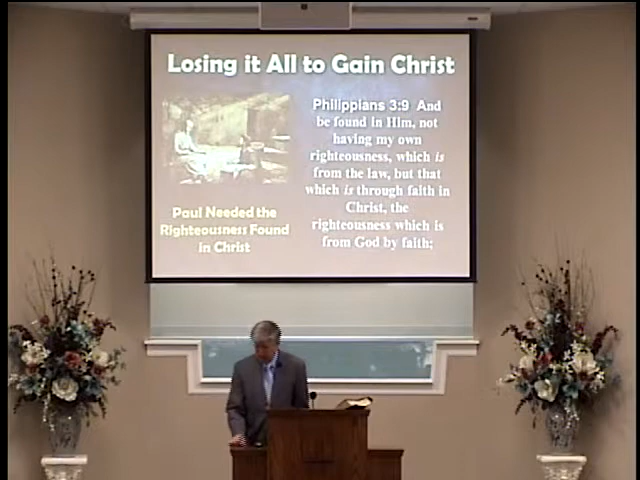 Losing it All to Gain Christ
Philippians 3:9 And
be found in Him, not
having my own
righteousness, which is
from the law, but that
which is through faith in
Christ, the
righteousness which is
from God by faith;
Paul Needed the
Righteousness Found
in Christ